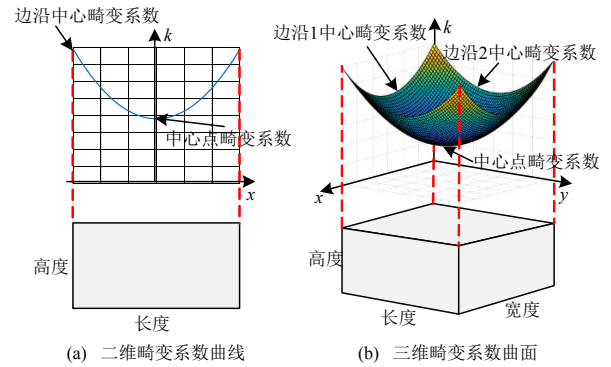 边沿中心畸变系数
k
中心点畸变系数
x
高度
长度
(a) 二维畸变系数曲线
k
边沿1中心畸变系数
边沿2中心畸变系数
中心点畸变系数
x
y
高度
长度
宽度
(b) 三维畸变系数曲面